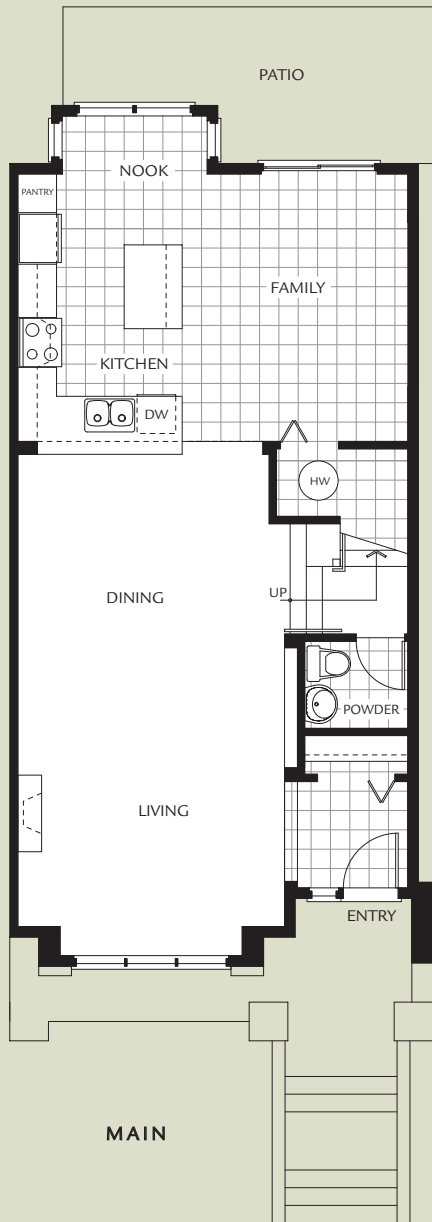 PATIO
NOOK
PANTRY
FAMILY
KITCHEN
DW
HW
UP
DINING
POWDER
LIVING
ENTRY
MAIN